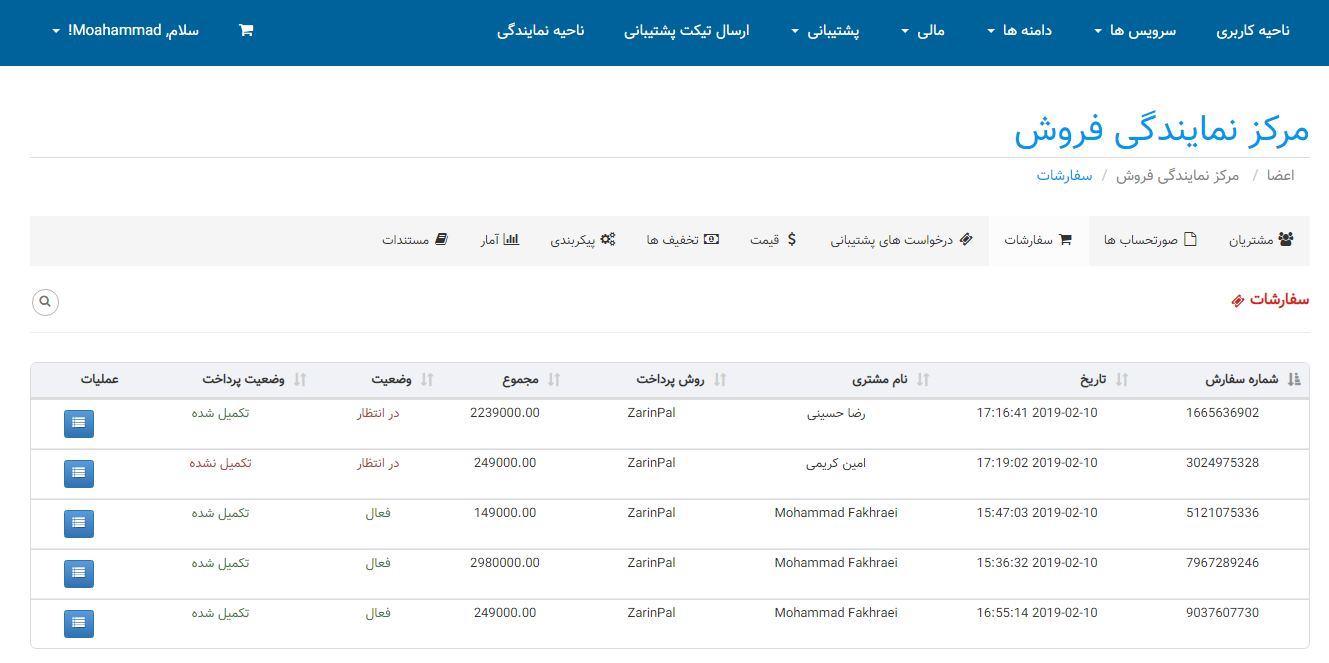 ناحیه کاربری سرویس ها دامنه ها مالی پشتیبانی ارسال تیکت پشتیبانی ناحیه نمایندگی سلام, Moahammad!
مرکز نمایندگی فروش
اعضا / مرکز نمایندگی فروش / سفارشات
مشتریان صورتحساب ها سفارشات درخواست های پشتیبانی قیمت تخفیف ها پیکربندی آمار مستندات
سفارشات
شماره سفارش تاریخ نام مشتری روش پرداخت مجموع وضعیت وضعیت پرداخت عملیات
1665636902 2019-02-10 17:16:41 رضا حسینی ZarinPal 2239000.00 در انتظار تکمیل شده
3024975328 2019-02-10 17:19:02 امین کریمی ZarinPal 249000.00 در انتظار تکمیل نشده
5121075336 2019-02-10 15:47:03 Mohammad Fakhraei ZarinPal 149000.00 فعال تکمیل شده
7967289246 2019-02-10 15:36:32 Mohammad Fakhraei ZarinPal 2980000.00 فعال تکمیل شده
9037607730 2019-02-10 16:55:14 Mohammad Fakhraei ZarinPal 249000.00 فعال تکمیل شده